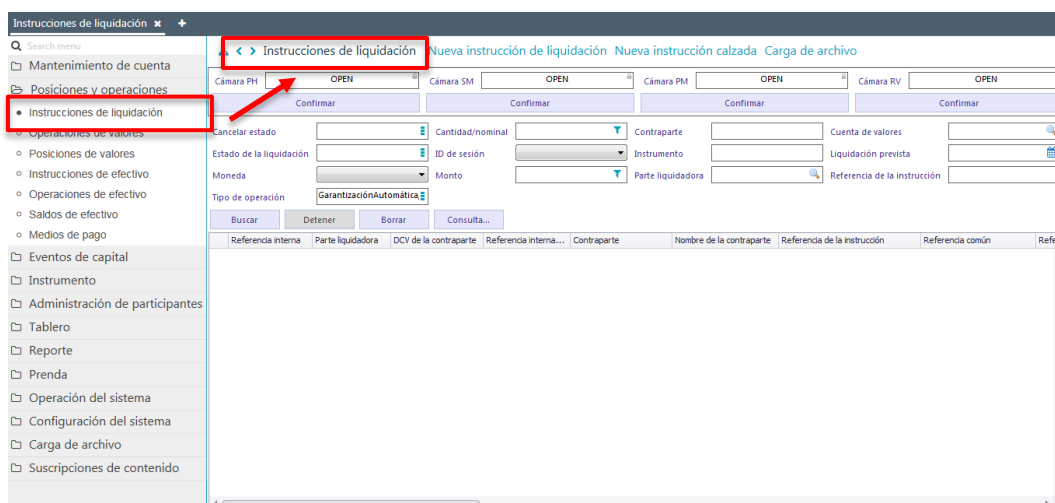 Instrucciones de liquidación × +
Search menu
Mantenimiento de cuenta
Posiciones y operaciones
Instrucciones de liquidación
Operaciones de valores
Posiciones de valores
Instrucciones de efectivo
Operaciones de efectivo
Saldos de efectivo
Medios de pago
Eventos de capital
Instrumento
Administración de participantes
Tablero
Reporte
Prenda
Operación del sistema
Configuración del sistema
Carga de archivo
Suscripciones de contenido
Instrucciones de liquidación Nueva instrucción de liquidación Nueva instrucción calzada Carga de archivo
Cámara PH OPEN Cámara SM OPEN Cámara PM OPEN Cámara RV OPEN
Confirmar Confirmar Confirmar Confirmar
Cancelar estado Cantidad/nominal Contraparte Cuenta de valores
Estado de la liquidación ID de sesión Instrumento Liquidación prevista
Moneda Monto Parte liquidadora Referencia de la instrucción
Tipo de operación GarantizaciónAutomática,
Buscar Detener Borrar Consulta...
Referencia interna Parte liquidadora DCV de la contraparte Referencia interna... Contraparte Nombre de la contraparte Referencia de la instrucción Referencia común Refe